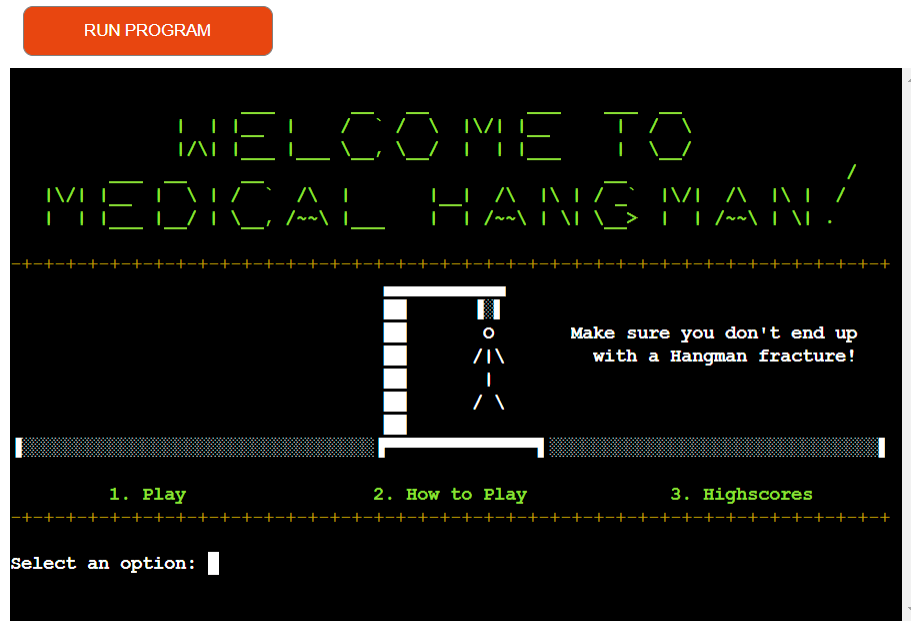 RUN PROGRAM
WELCOME TO
MEDICAL HANGMAN!
Make sure you don't end up
with a Hangman fracture!
1. Play 2. How to Play 3. Highscores
Select an option: